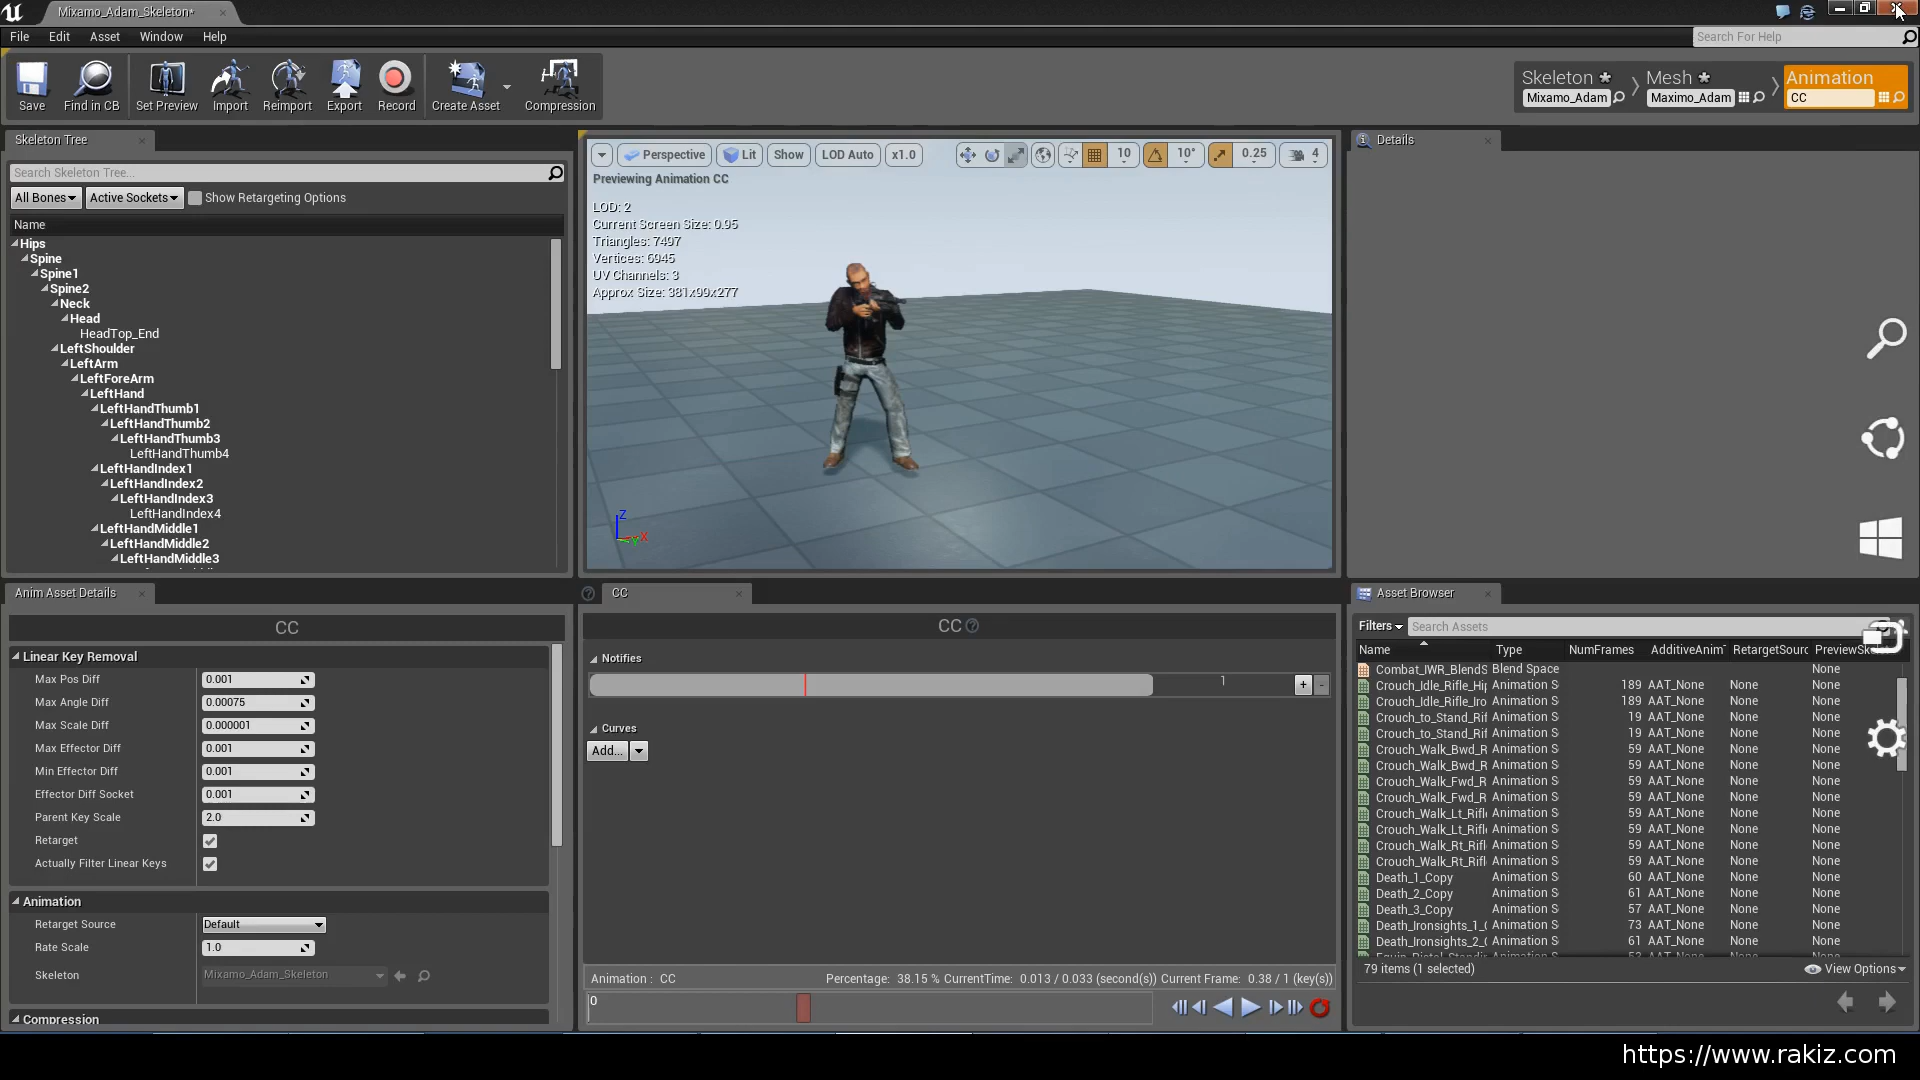 Mixamo_Adam_Skeleton*
File Edit Asset Window Help
Search For Help
Save
Find in CB
Set Preview
Import
Reimport
Export
Record
Create Asset
Compression
Skeleton
Mixamo_Adam
Mesh
Maximo_Adam
Animation
CC
Skeleton Tree
Search Skeleton Tree...
All Bones
Active Sockets
Show Retargeting Options
Name
Hips
Spine
Spine1
Spine2
Neck
Head
HeadTop_End
LeftShoulder
LeftArm
LeftForeArm
LeftHand
LeftHandThumb1
LeftHandThumb2
LeftHandThumb3
LeftHandThumb4
LeftHandIndex1
LeftHandIndex2
LeftHandIndex3
LeftHandIndex4
LeftHandMiddle1
LeftHandMiddle2
LeftHandMiddle3
Perspective Lit Show LOD Auto x1.0 10 10° 0.25 4
Previewing Animation CC
LOD: 2
Current Screen Size: 0.95
Triangles: 7497
Vertices: 6945
UV Channels: 3
Approx Size: 381x99x277
Z
X
Y
Details
Anim Asset Details
CC
Linear Key Removal
Max Pos Diff 0.001
Max Angle Diff 0.00075
Max Scale Diff 0.000001
Max Effector Diff 0.001
Min Effector Diff 0.001
Effector Diff Socket 0.001
Parent Key Scale 2.0
Retarget
Actually Filter Linear Keys
Animation
Retarget Source Default
Rate Scale 1.0
Skeleton Mixamo_Adam_Skeleton
Compression
CC
CC
Notifies
1 + -
Curves
Add...
Animation : CC Percentage: 38.15 % CurrentTime: 0.013 / 0.033 (second(s)) Current Frame: 0.38 / 1 (key(s))
0
Asset Browser
Filters Search Assets
Name Type NumFrames AdditiveAnim RetargetSourc PreviewSk
Combat_IWR_BlendS Blend Space None
Crouch_Idle_Rifle_Hip Animation S 189 AAT_None None None
Crouch_Idle_Rifle_Iro Animation S 189 AAT_None None None
Crouch_to_Stand_Rif Animation S 19 AAT_None None None
Crouch_to_Stand_Rif Animation S 19 AAT_None None None
Crouch_Walk_Bwd_R Animation S 59 AAT_None None None
Crouch_Walk_Bwd_R Animation S 59 AAT_None None None
Crouch_Walk_Fwd_R Animation S 59 AAT_None None None
Crouch_Walk_Fwd_R Animation S 59 AAT_None None None
Crouch_Walk_Lt_Rifl Animation S 59 AAT_None None None
Crouch_Walk_Lt_Rifl Animation S 59 AAT_None None None
Crouch_Walk_Rt_Rifl Animation S 59 AAT_None None None
Crouch_Walk_Rt_Rifl Animation S 59 AAT_None None None
Death_1_Copy Animation S 60 AAT_None None None
Death_2_Copy Animation S 61 AAT_None None None
Death_3_Copy Animation S 57 AAT_None None None
Death_Ironsights_1_C Animation S 73 AAT_None None None
Death_Ironsights_2_C Animation S 61 AAT_None None None
79 items (1 selected)
View Options
https://www.rakiz.com